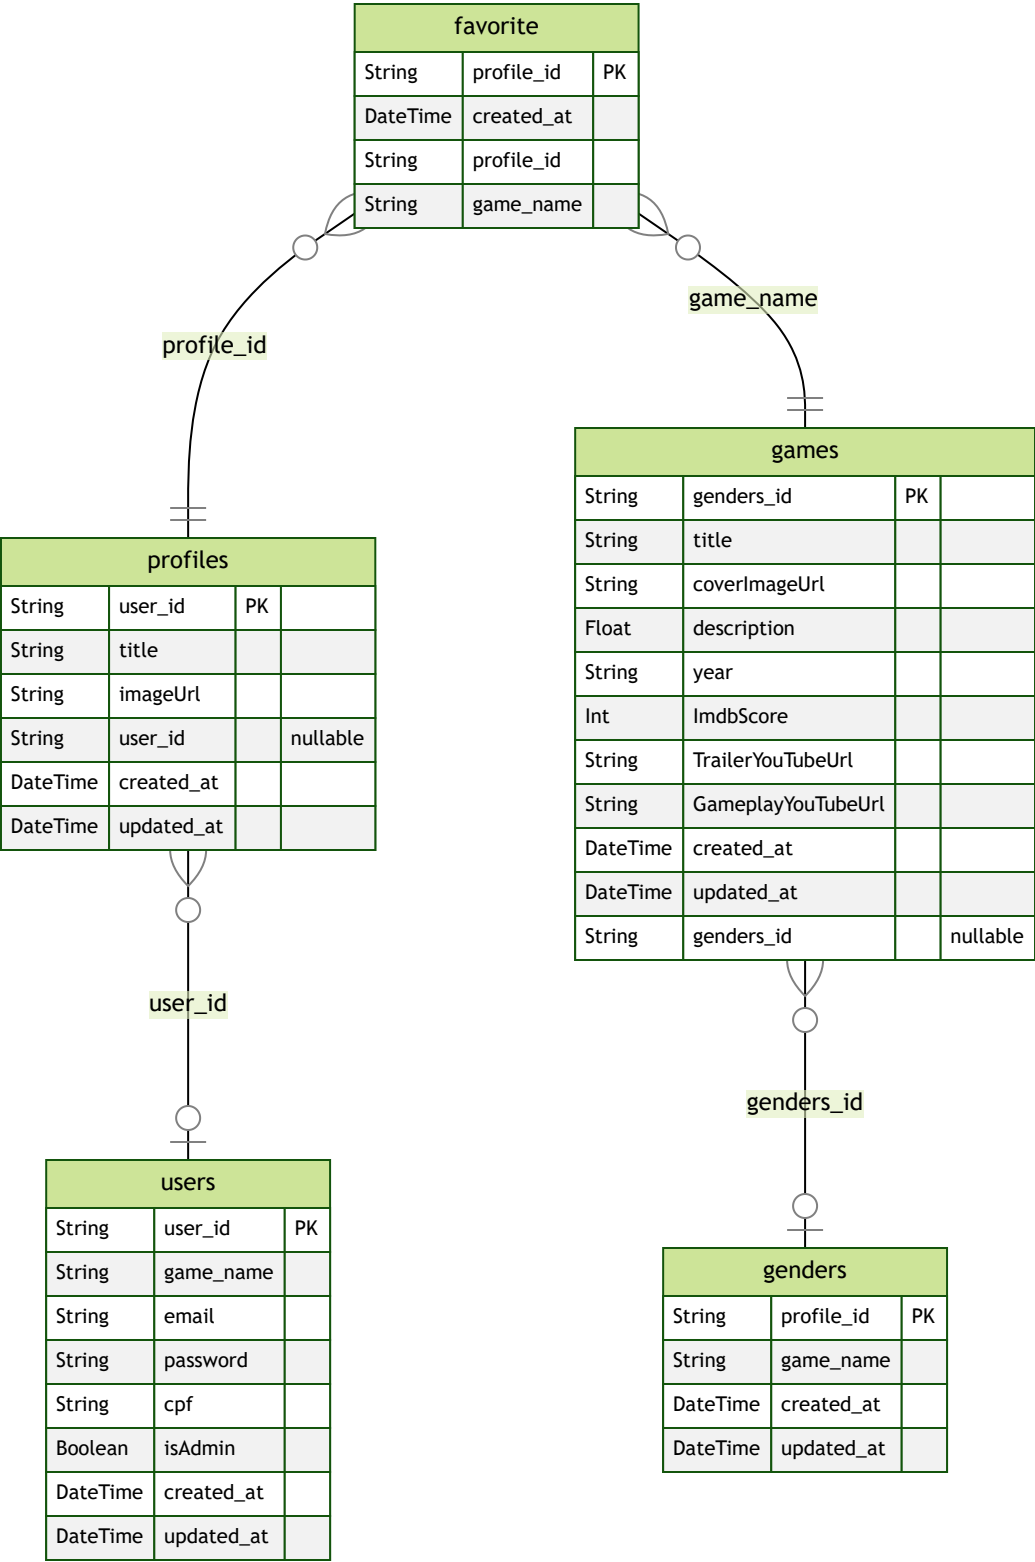 favorite
String profile_id PK
DateTime created_at
String profile_id
String game_name
game_name
profile_id
games
String genders_id PK
String title
String coverImageUrl
Float description
String year
Int ImdbScore
String TrailerYouTubeUrl
String GameplayYouTubeUrl
DateTime created_at
DateTime updated_at
String genders_id nullable
profiles
String user_id PK
String title
String imageUrl
String user_id nullable
DateTime created_at
DateTime updated_at
user_id
genders_id
users
String user_id PK
String game_name
String email
String password
String cpf
Boolean isAdmin
DateTime created_at
DateTime updated_at
genders
String profile_id PK
String game_name
DateTime created_at
DateTime updated_at